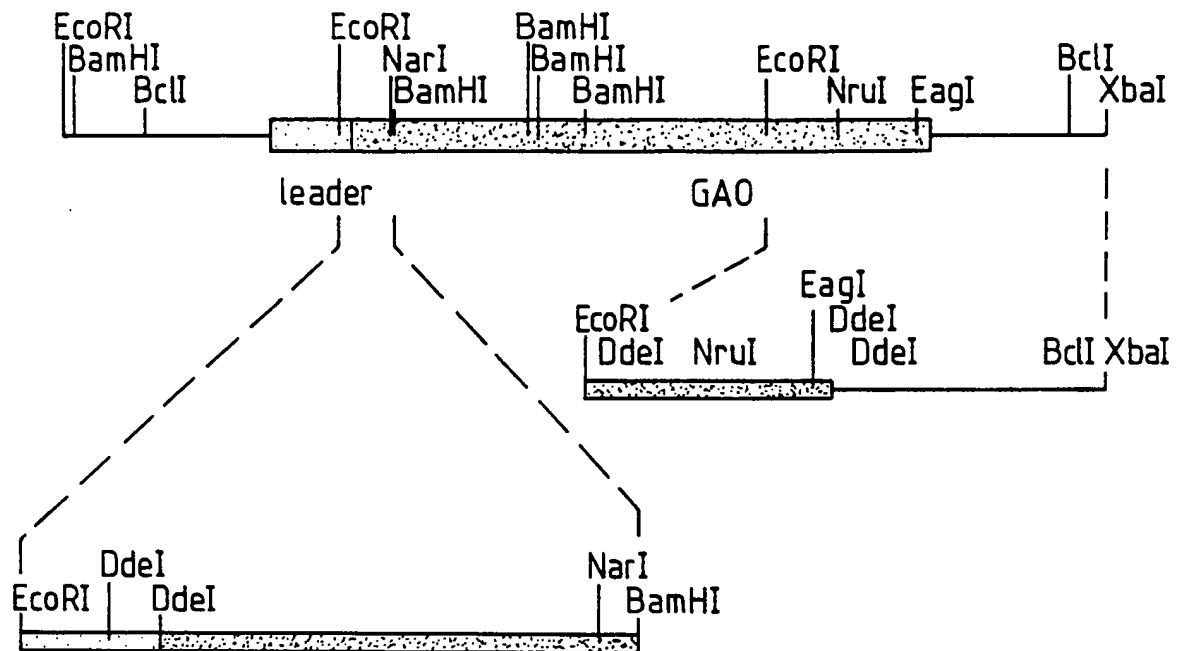 EcoRI EcoRI BamHI
BamHI NarI BamHI EcoRI BclI
BclI BamHI BamHI NruI EagI XbaI
leader GAO
EagI
EcoRI DdeI
DdeI NruI DdeI BclI XbaI
DdeI NarI
EcoRI DdeI BamHI